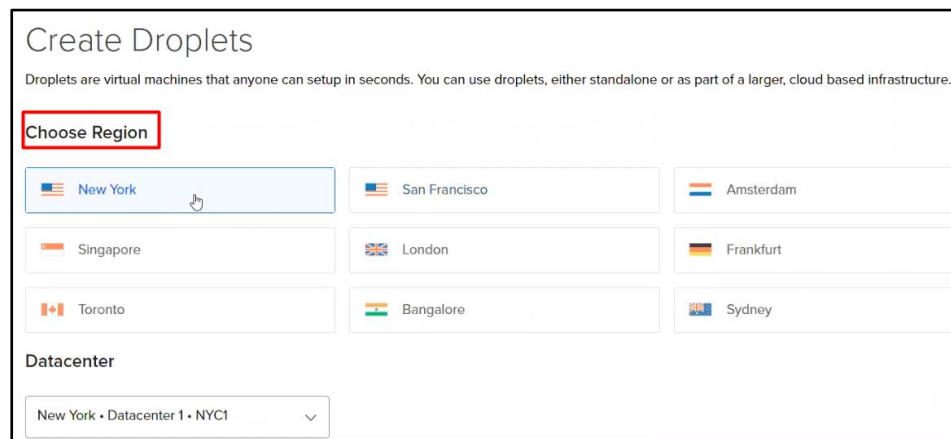 Create Droplets
Droplets are virtual machines that anyone can setup in seconds. You can use droplets, either standalone or as part of a larger, cloud based infrastructure.
Choose Region
New York
San Francisco
Amsterdam
Singapore
London
Frankfurt
Toronto
Bangalore
Sydney
Datacenter
New York • Datacenter 1 • NYC1